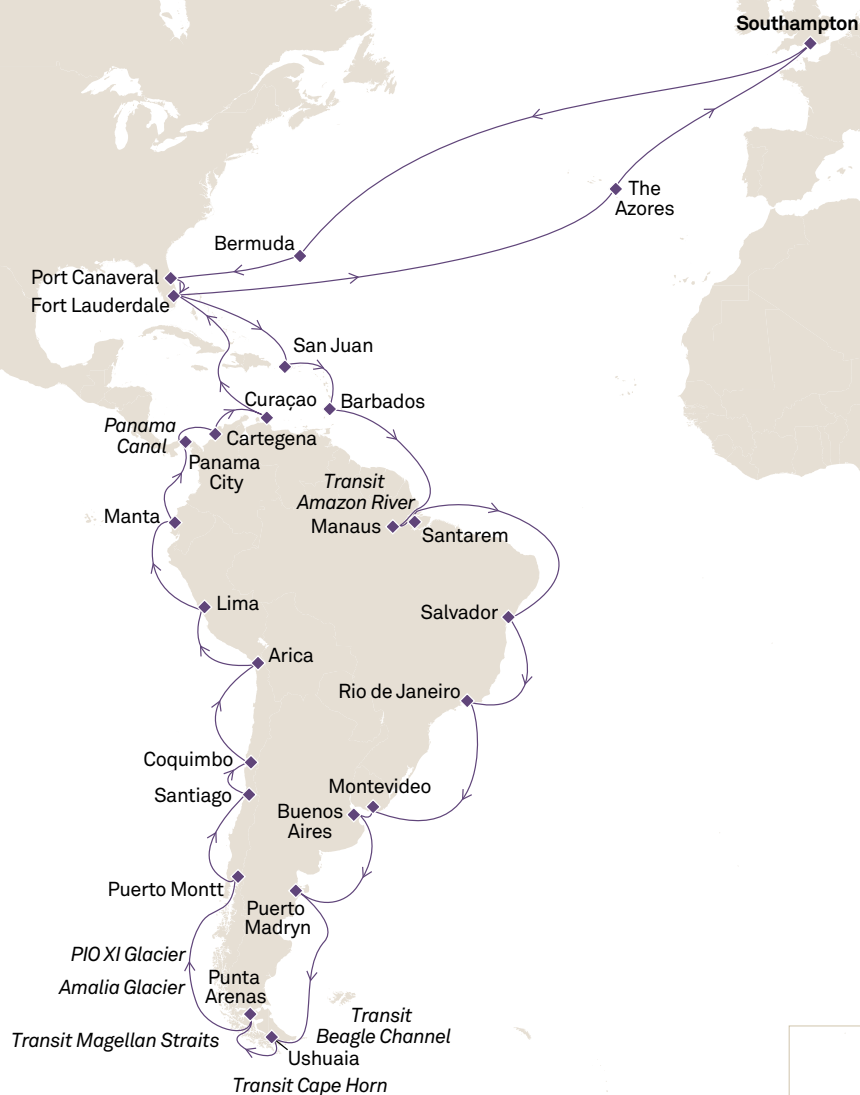 Southampton
The
Azores
Bermuda
Port Canaveral
Fort Lauderdale
San Juan
Curaçao
Barbados
Panama
Canal
Cartegena
Panama
City
Transit
Amazon River
Manaus
Santarem
Manta
Lima
Salvador
Arica
Rio de Janeiro
Coquimbo
Montevideo
Santiago
Buenos
Aires
Puerto Montt
Puerto
Madryn
PIO XI Glacier
Amalia Glacier
Punta
Arenas
Transit
Beagle Channel
Transit Magellan Straits
Ushuaia
Transit Cape Horn